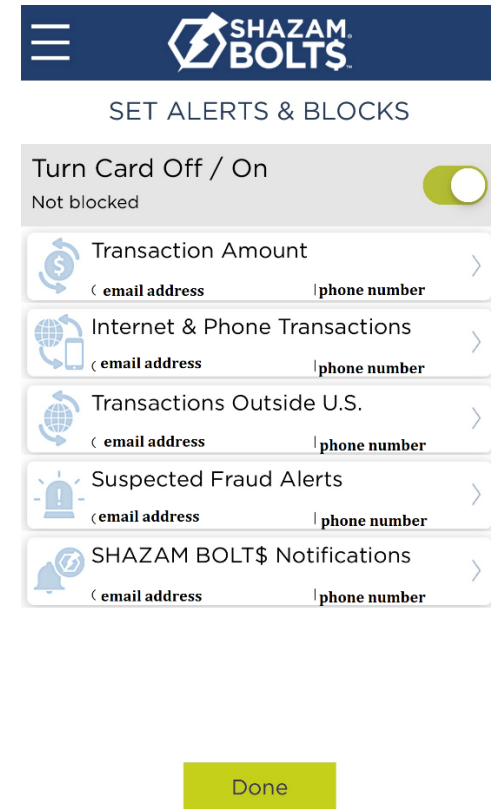 SHAZAM
BOLT$
SET ALERTS & BLOCKS
Turn Card Off / On
Not blocked
Transaction Amount
( email address |phone number
Internet & Phone Transactions
( email address |phone number
Transactions Outside U.S.
( email address |phone number
Suspected Fraud Alerts
(email address | phone number
SHAZAM BOLT$ Notifications
( email address |phone number
Done